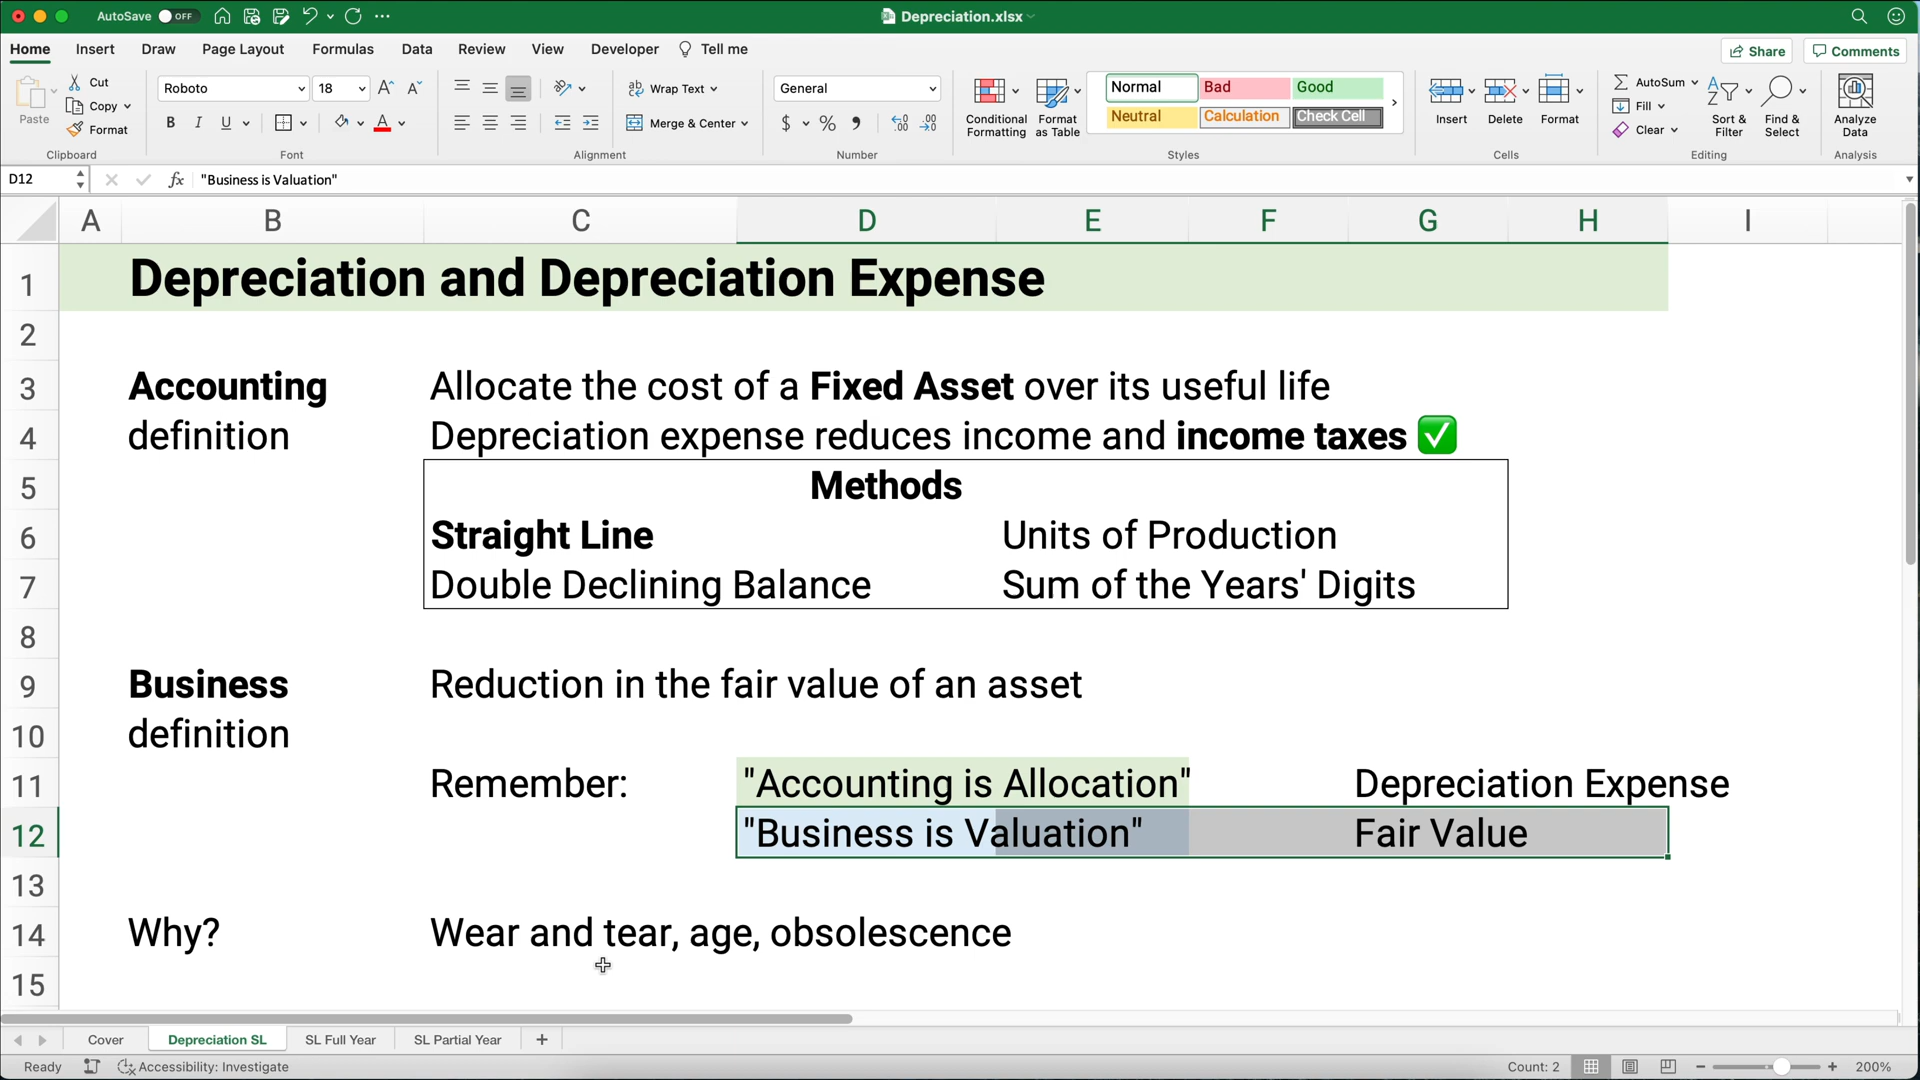 AutoSave OFF
Depreciation.xlsx
Home Insert Draw Page Layout Formulas Data Review View Developer Tell me
Share Comments
Paste
Cut
Copy
Format
Clipboard
Roboto 18
B I U
Font
Wrap Text
Merge & Center
Alignment
General
$ % 9
Number
Conditional Formatting
Format as Table
Normal Bad Good
Neutral Calculation Check Cell
Styles
Insert Delete Format
Cells
AutoSum
Fill
Clear
Sort & Filter
Find & Select
Editing
Analyze Data
Analysis
D12 fx "Business is Valuation"
A B C D E F G H I
1 Depreciation and Depreciation Expense
2
3 Accounting Allocate the cost of a Fixed Asset over its useful life
4 definition Depreciation expense reduces income and income taxes ✅
5 Methods
6 Straight Line Units of Production
7 Double Declining Balance Sum of the Years' Digits
8
9 Business Reduction in the fair value of an asset
10 definition
11 Remember: "Accounting is Allocation" Depreciation Expense
12 "Business is Valuation" Fair Value
13
14 Why? Wear and tear, age, obsolescence
15
Cover Depreciation SL SL Full Year SL Partial Year +
Ready Accessibility: Investigate Count: 2 200%